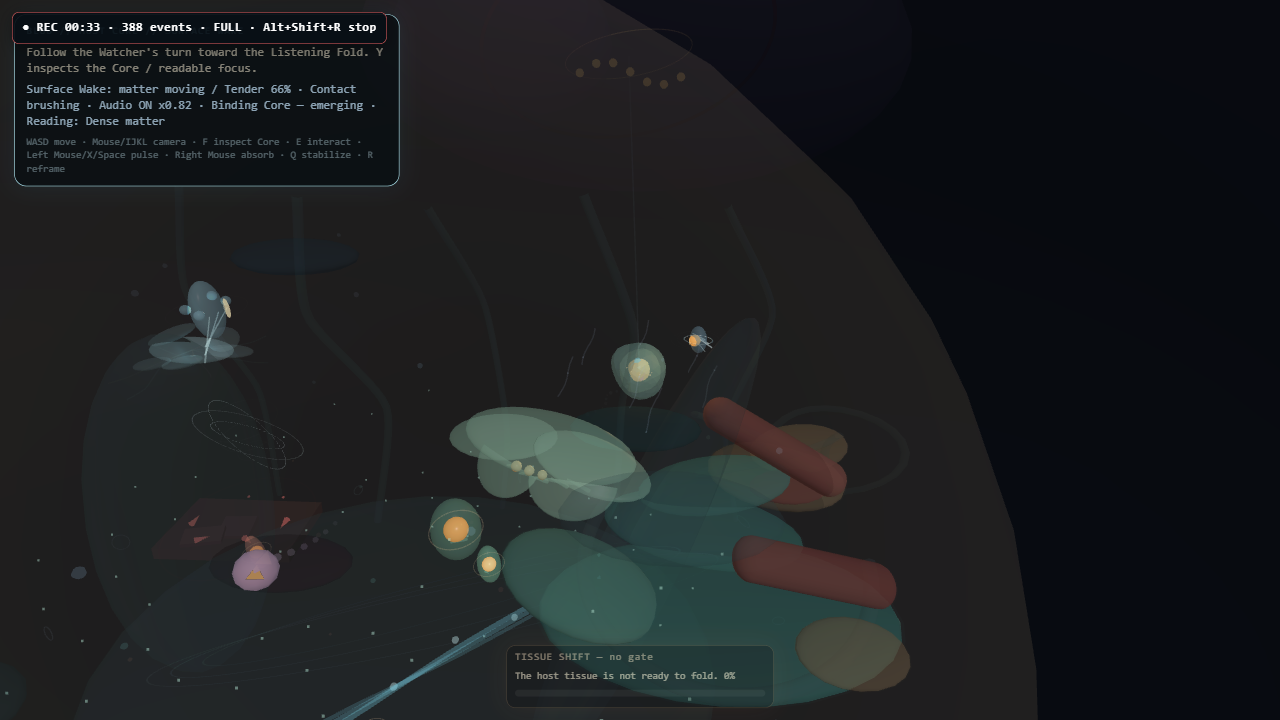 ● REC 00:33 · 388 events · FULL · Alt+Shift+R stop
Follow the Watcher's turn toward the Listening Fold. Y
inspects the Core / readable focus.
Surface Wake: matter moving / Tender 66% · Contact
brushing · Audio ON x0.82 · Binding Core — emerging ·
Reading: Dense matter
WASD move · Mouse/IJKL camera · F inspect Core · E interact ·
Left Mouse/X/Space pulse · Right Mouse absorb · Q stabilize · R
reframe
TISSUE SHIFT — no gate
The host tissue is not ready to fold. 0%